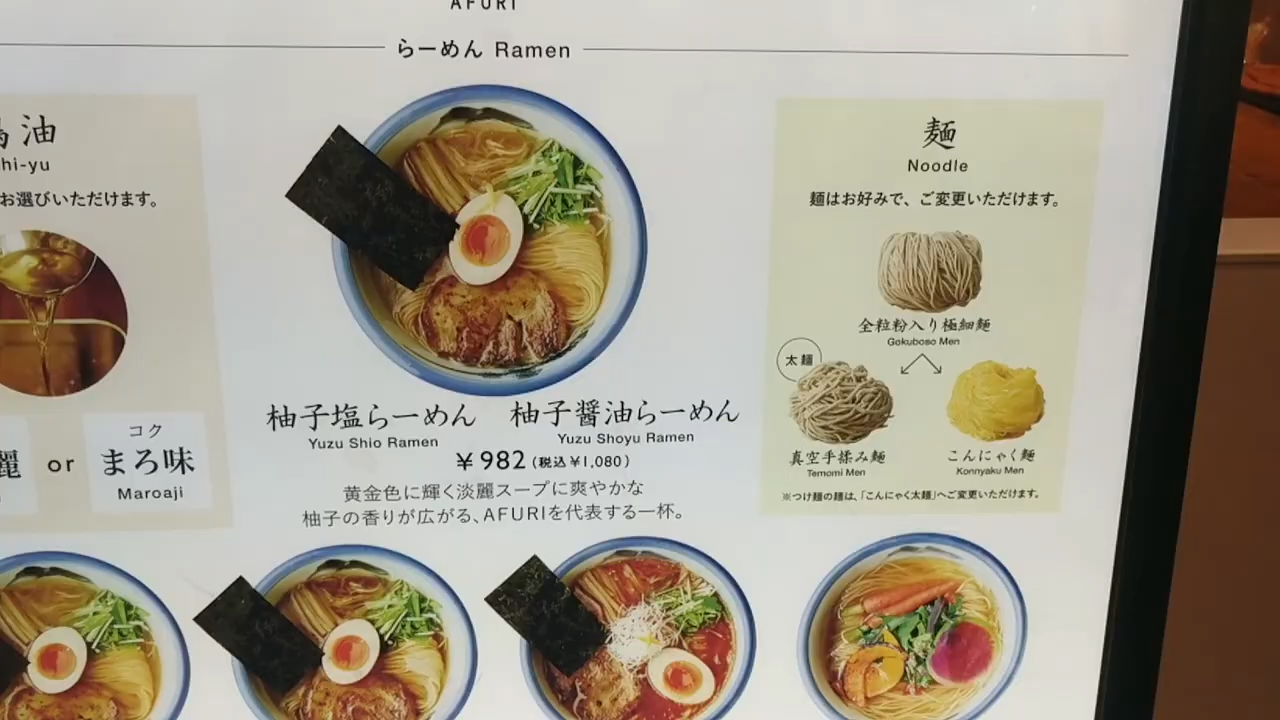 AFURI
らーめん Ramen
油
hi-yu
お選びいただけます。
麗 or
コク
まろ味
Maroaji
柚子塩らーめん 柚子醤油らーめん
Yuzu Shio Ramen Yuzu Shoyu Ramen
¥982 (税込¥1,080)
黄金色に輝く淡麗スープに爽やかな
柚子の香りが広がる、AFURIを代表する一杯。
麺
Noodle
麺はお好みで、ご変更いただけます。
全粒粉入り極細麺
Gokuboso Men
太麺
真空手揉み麺
Temomi Men
こんにゃく麺
Konnyaku Men
※つけ麺の麺は、「こんにゃく太麺」へご変更いただけます。